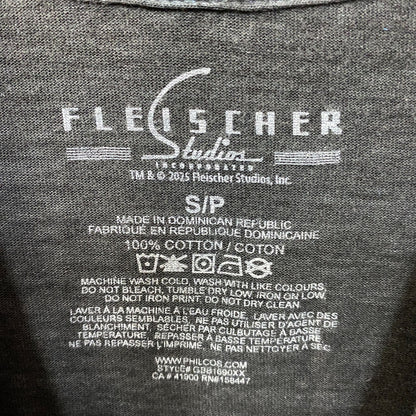 FLEISCHER
Studios
INCORPORATED
TM & © 2025 Fleischer Studios, Inc.
S/P
MADE IN DOMINICAN REPUBLIC
FABRIQUÉ EN RÉPUBLIQUE DOMINICAINE
100% COTTON / COTON
MACHINE WASH COLD, WASH WITH LIKE COLOURS,
DO NOT BLEACH, TUMBLE DRY LOW, IRON ON LOW,
DO NOT IRON PRINT, DO NOT DRY CLEAN.
LAVER À LA MACHINE À L'EAU FROIDE, LAVER AVEC DES
COULEURS SEMBLABLES, NE PAS UTILISER D'AGENT DE
BLANCHIMENT, SÉCHER PAR CULBUTAGE À BASSE
TEMPÉRATURE, REPASSER À BASSE TEMPÉRATURE
NE PAS REPASSER L'IMPRIMÉ, NE PAS NETTOYER À SEC.
WWW.PHILCOS.COM
STYLE# GBB1690XX
CA # 41900 RN#158447